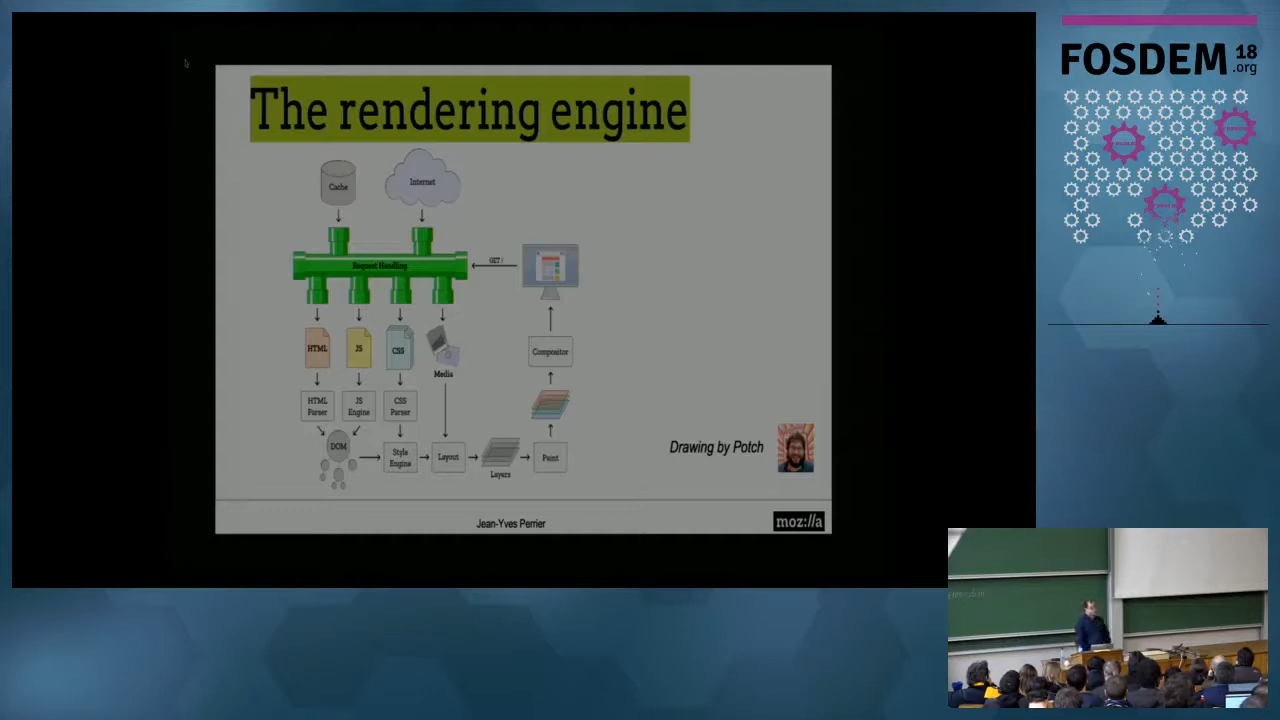 The rendering engine
Cache
Internet
Request Handling
GET /
HTML
JS
CSS
Media
Compositor
HTML
Parser
JS
Engine
CSS
Parser
DOM
Style
Engine
Layout
Layers
Paint
Drawing by Potch
Jean-Yves Perrier
moz://a
FOSDEM 18
.org